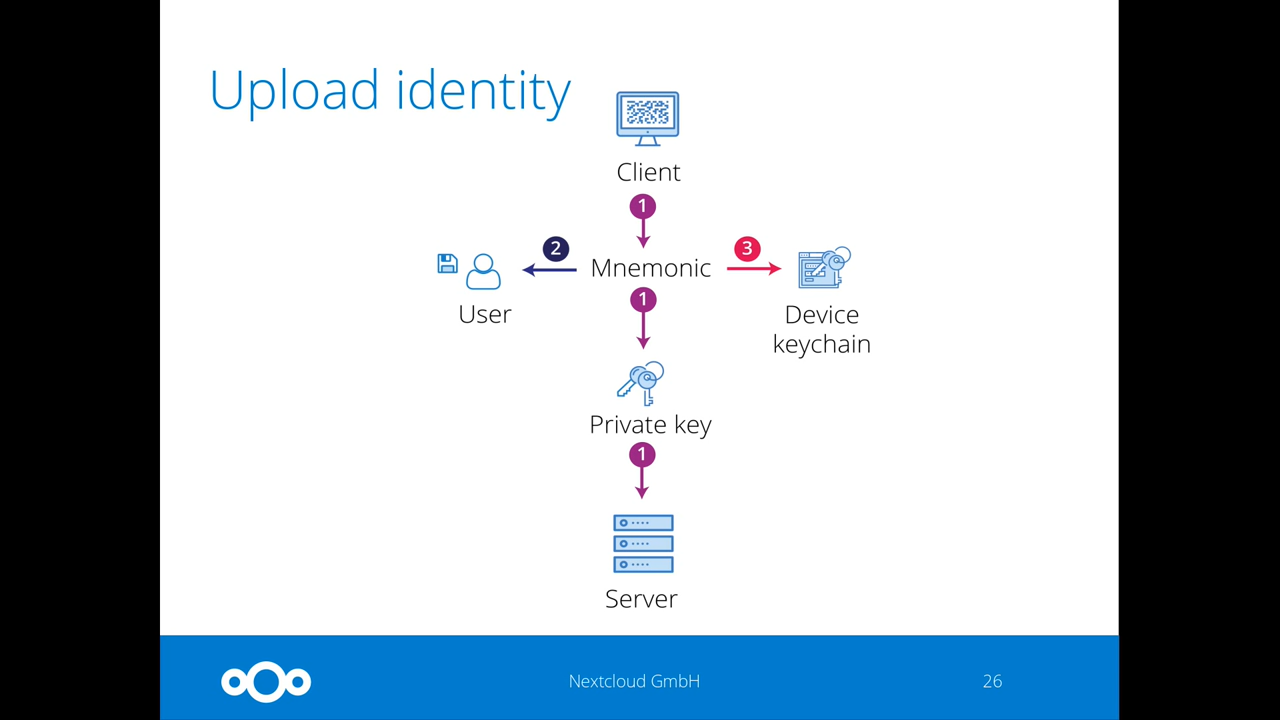 Upload identity
Client
1
2
Mnemonic
3
User
1
Device
keychain
Private key
1
Server
Nextcloud GmbH
26